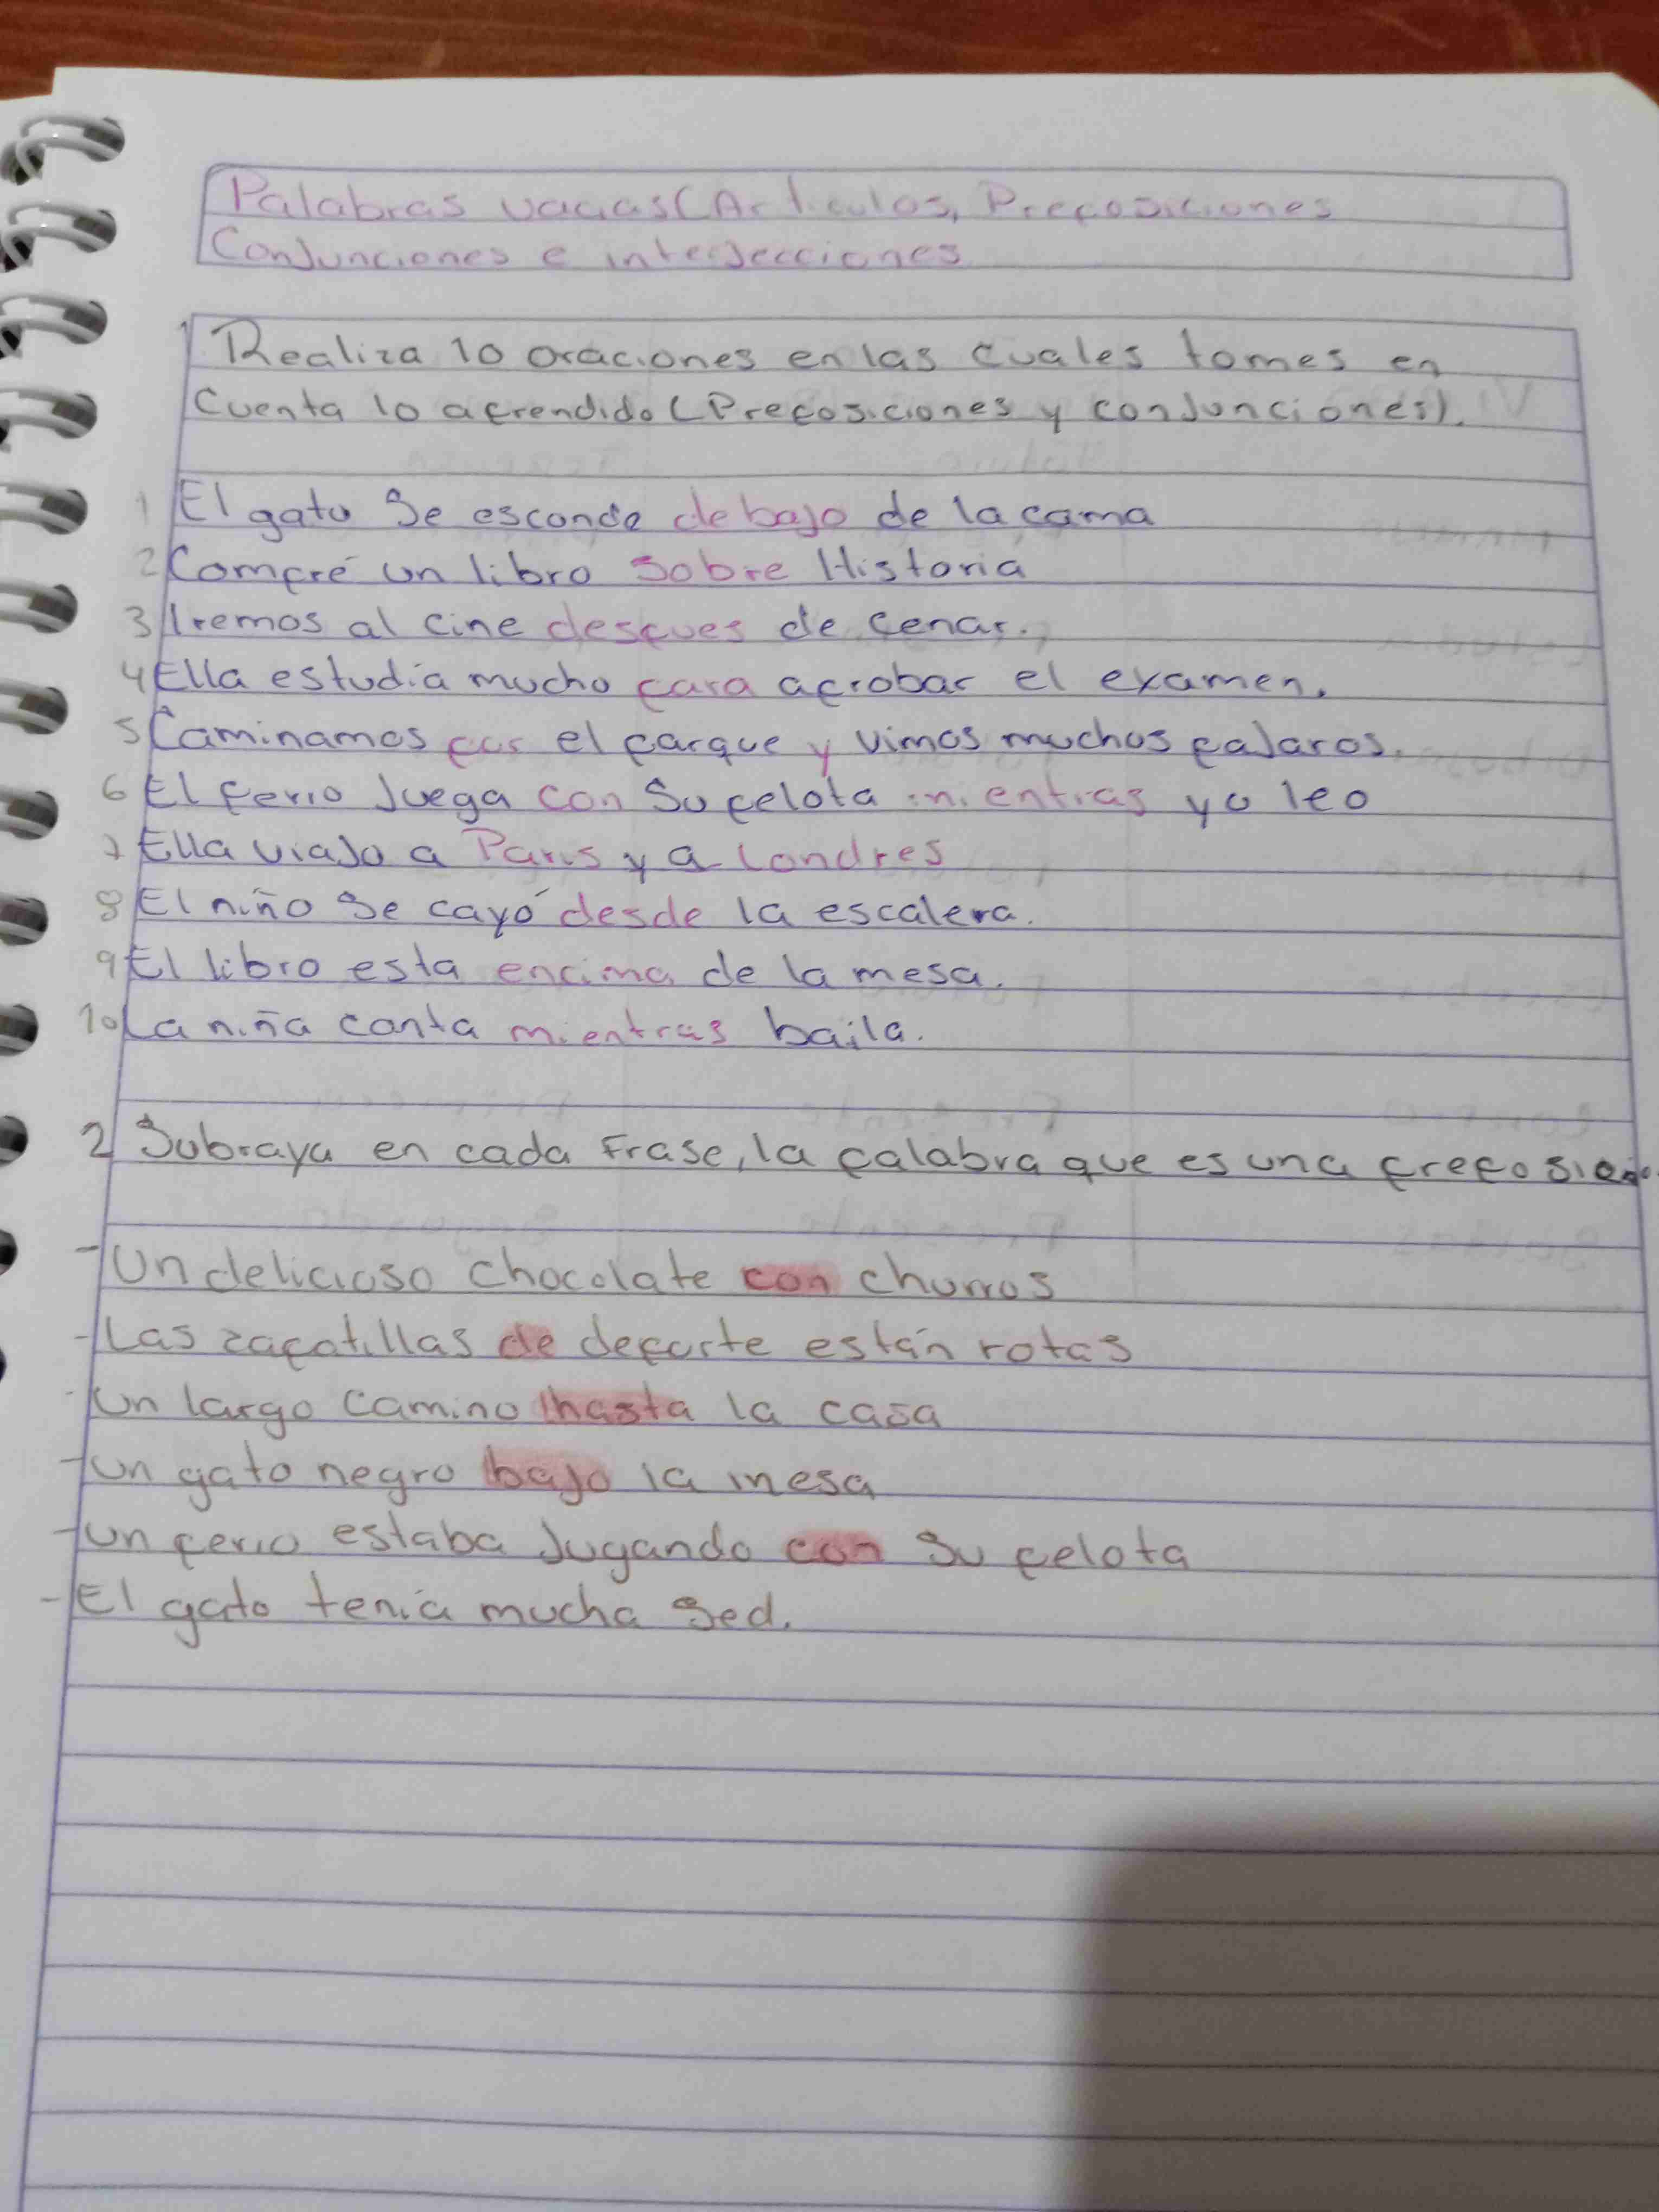 Palabras vacias (Articulos, Preposiciones
Conjunciones e interjecciones
1 Realiza 10 oraciones en las cuales tomes en
cuenta lo aprendido (Preposiciones y conjunciones).
1 El gato se esconde debajo de la cama
2 Compré un libro sobre Historia
3 Iremos al cine despues de cenar.
4 Ella estudia mucho para aprobar el examen.
5 Caminamos por el parque y vimos muchos pajaros.
6 El perro juega con su pelota mientras yo leo
7 Ella viajo a Paris y a Londres
8 El niño se cayó desde la escalera.
9 El libro esta encima de la mesa.
10 La niña canta mientras baila.
2 Subraya en cada frase, la palabra que es una
- Un delicioso chocolate con churros
- Las zapatillas de deporte están rotas
- Un largo camino hasta la casa
- Un gato negro bajo la mesa
- Un perro estaba jugando con su pelota
- El gato tenia mucha sed.